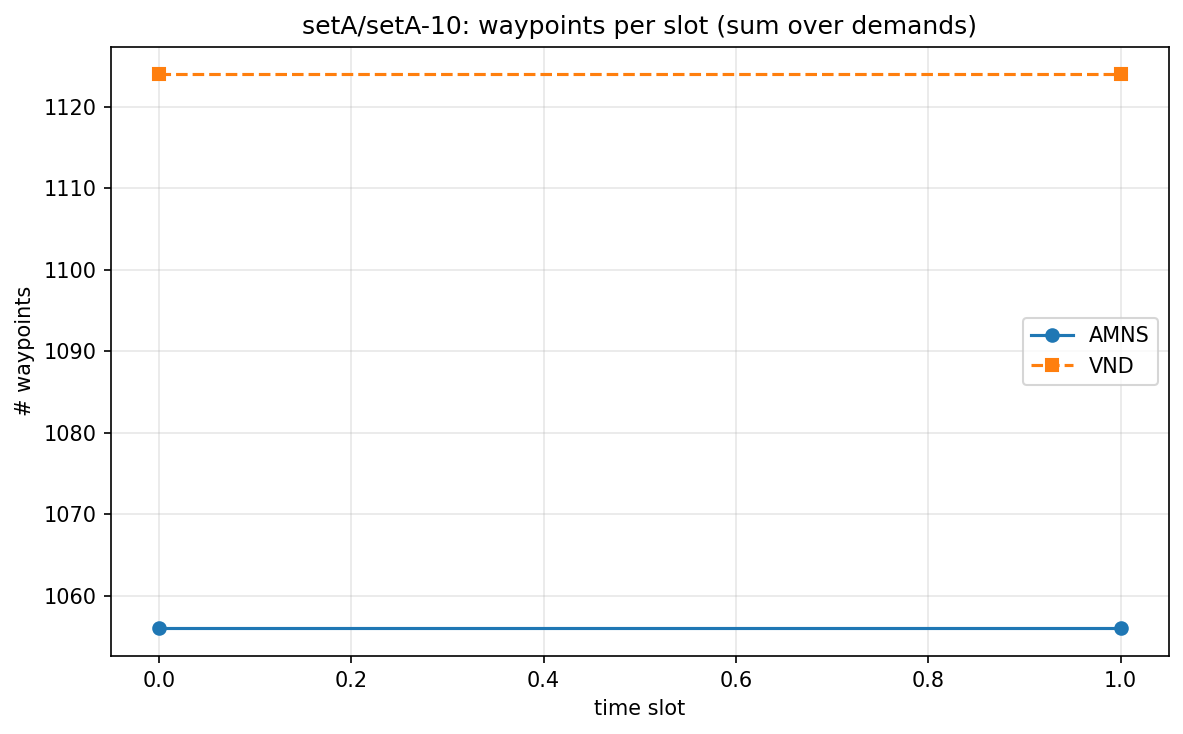 setA/setA-10: waypoints per slot (sum over demands)
# waypoints
1120
1110
1100
1090
1080
1070
1060
AMNS
VND
0.0 0.2 0.4 0.6 0.8 1.0
time slot